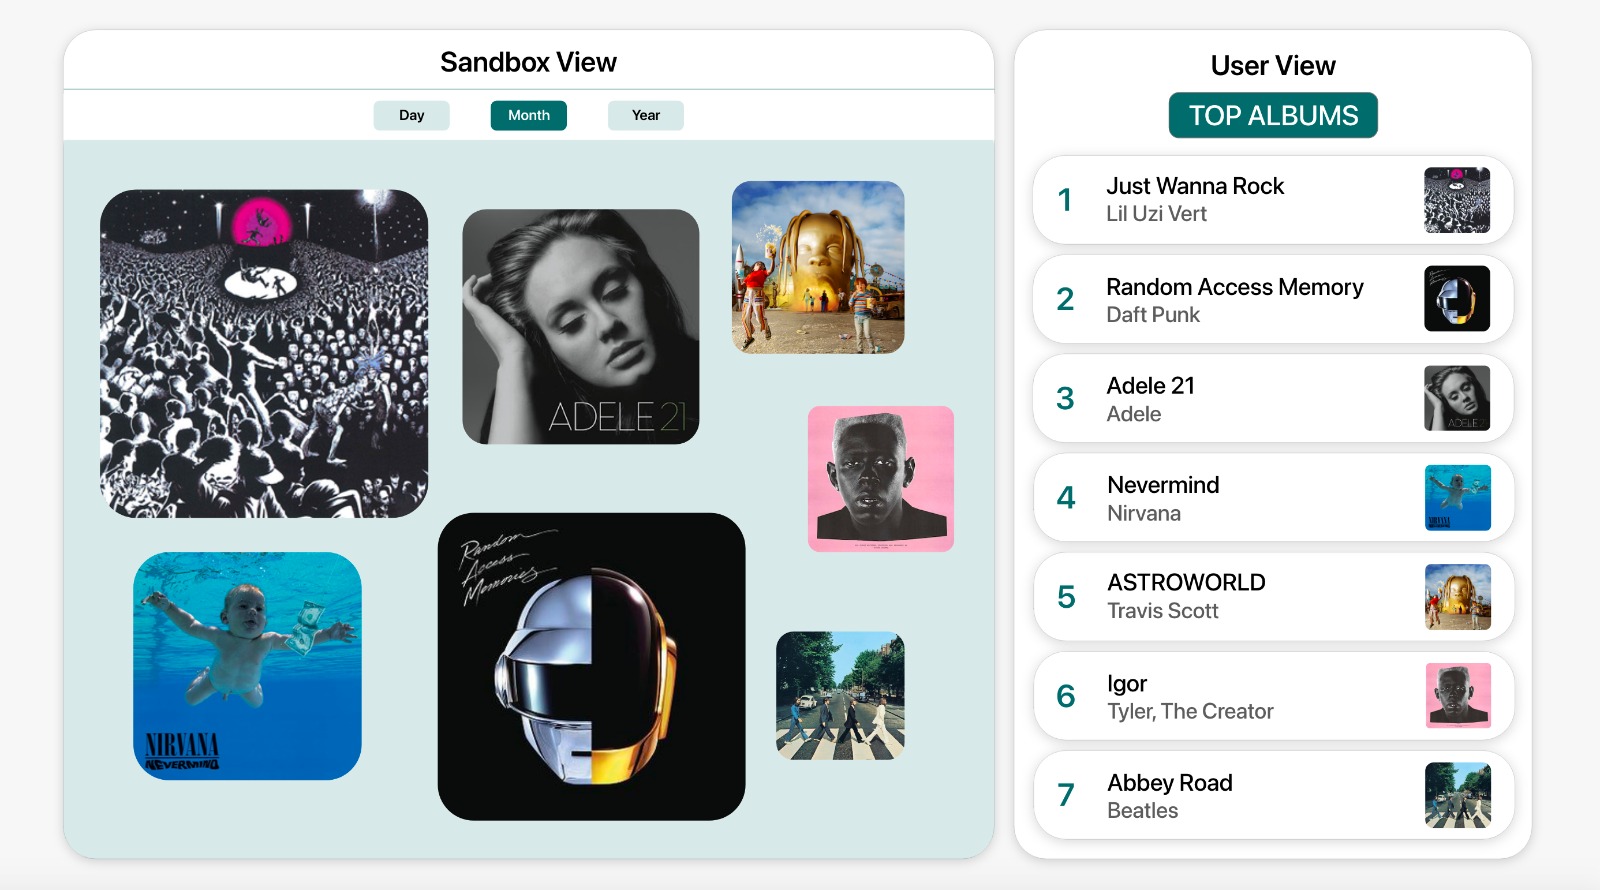 Sandbox View
Day
Month
Year
ADELE 21
Random
Access
Memories
NIRVANA
NEVERMIND
User View
TOP ALBUMS
1
Just Wanna Rock
Lil Uzi Vert
2
Random Access Memory
Daft Punk
3
Adele 21
Adele
4
Nevermind
Nirvana
5
ASTROWORLD
Travis Scott
6
Igor
Tyler, The Creator
7
Abbey Road
Beatles